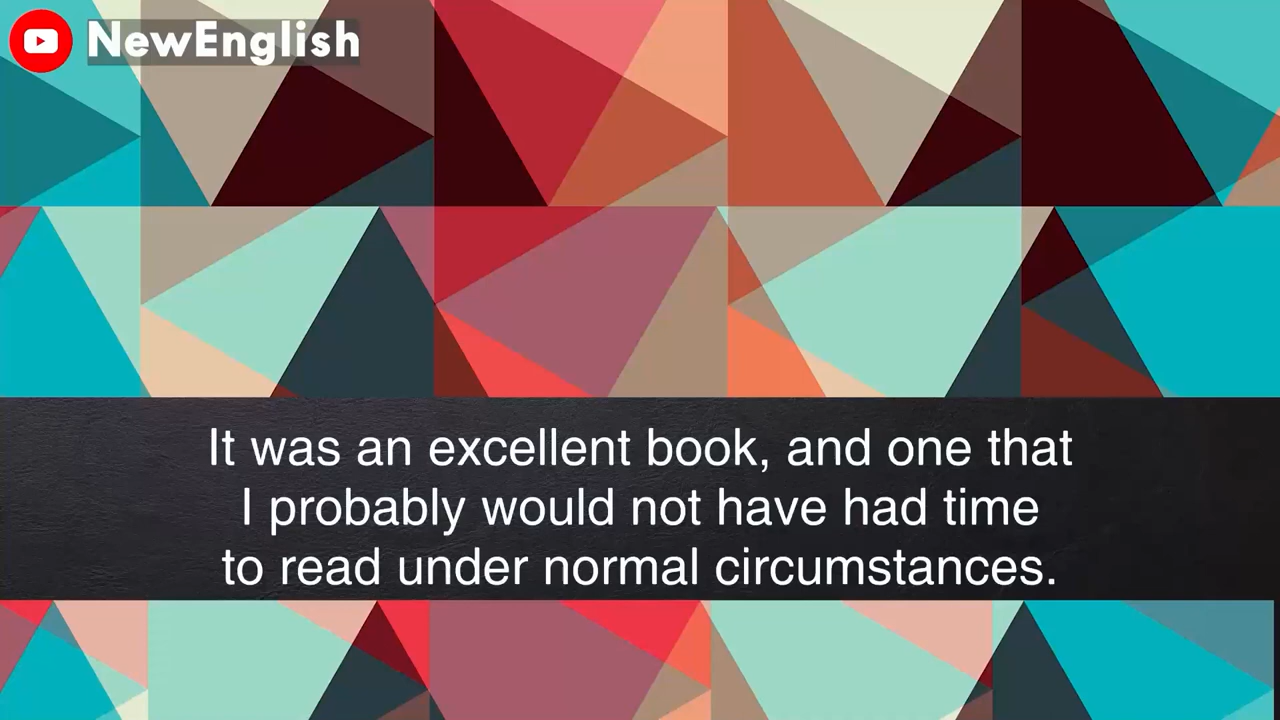 NewEnglish
It was an excellent book, and one that
I probably would not have had time
to read under normal circumstances.